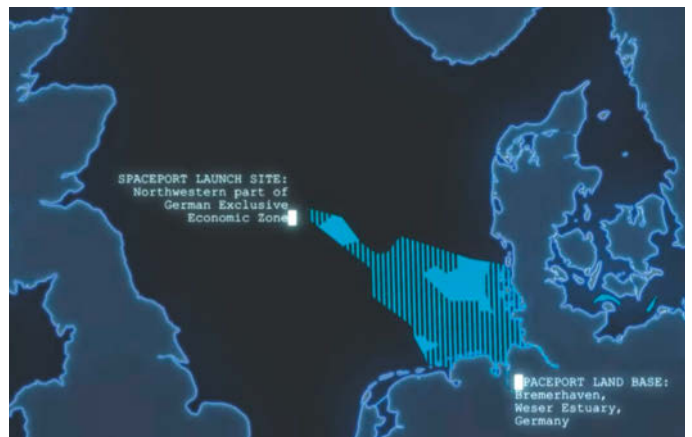 SPACEPORT LAUNCH SITE:
Northwestern part of
German Exclusive
Economic Zone
SPACEPORT LAND BASE:
Bremerhaven,
Weser Estuary,
Germany